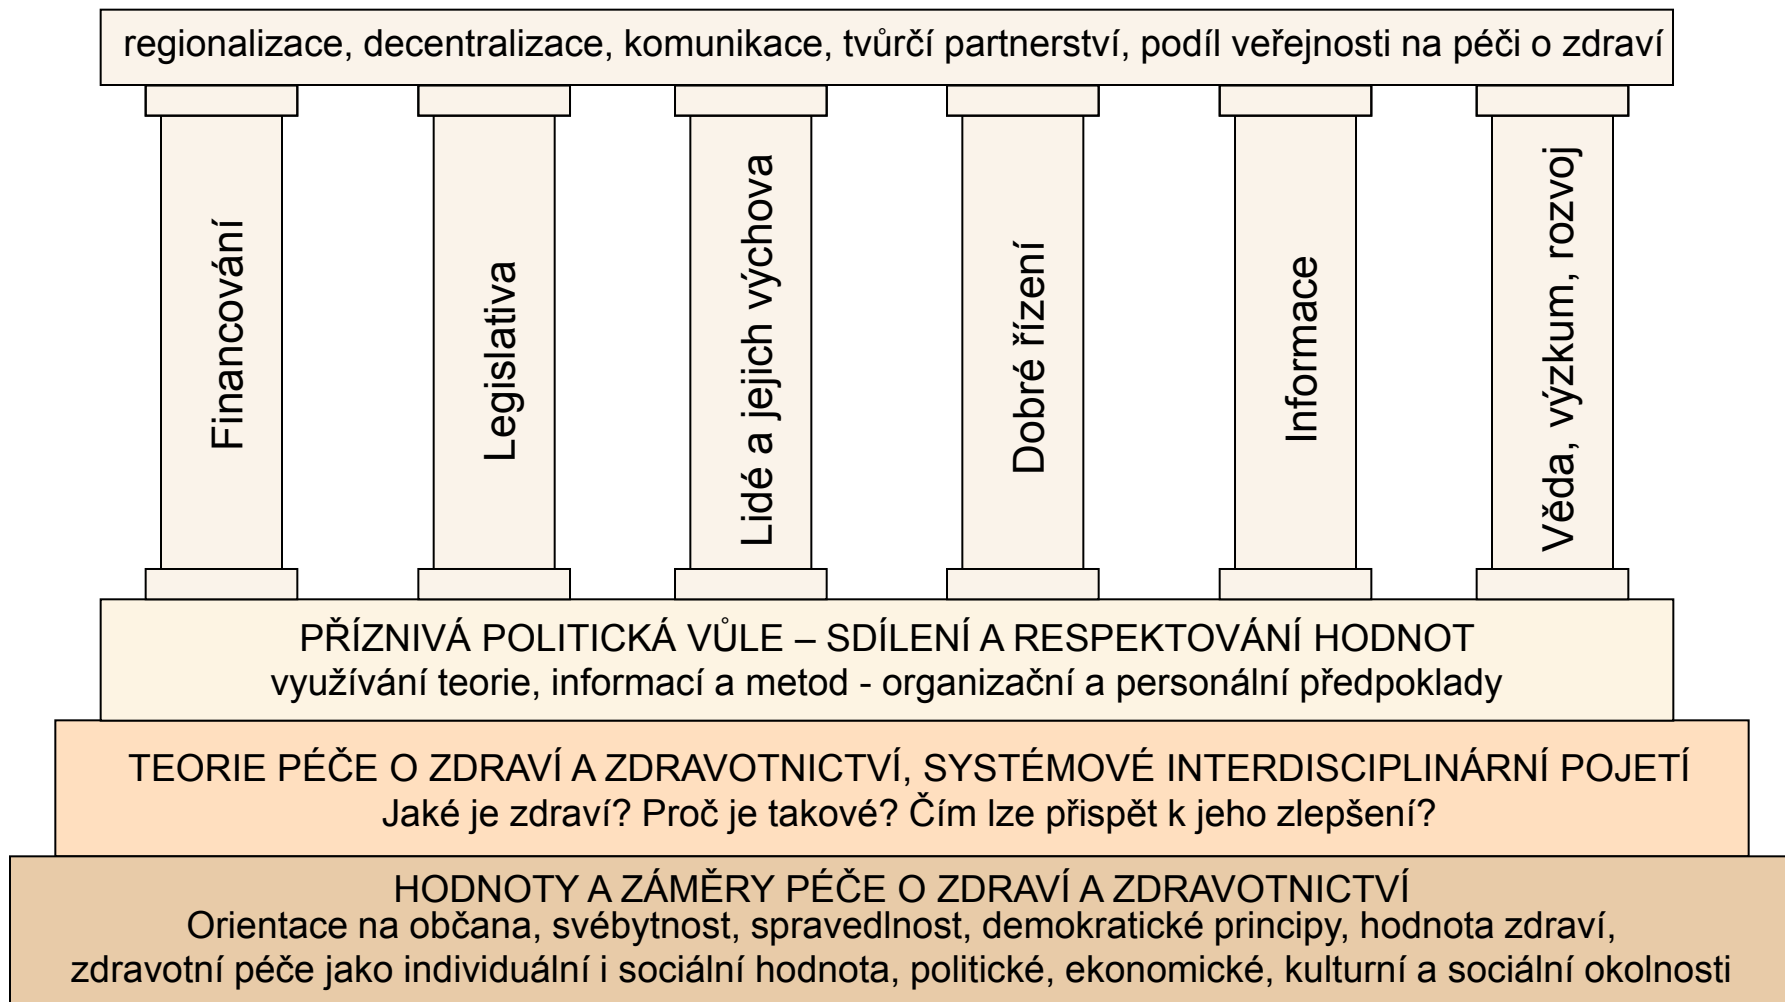 regionalizace, decentralizace, komunikace, tvůrčí partnerství, podíl veřejnosti na péči o zdraví
Financování
Legislativa
Lidé a jejich výchova
Dobré řízení
Informace
Věda, výzkum, rozvoj
PŘÍZNIVÁ POLITICKÁ VŮLE – SDÍLENÍ A RESPEKTOVÁNÍ HODNOT
využívání teorie, informací a metod - organizační a personální předpoklady
TEORIE PÉČE O ZDRAVÍ A ZDRAVOTNICTVÍ, SYSTÉMOVÉ INTERDISCIPLINÁRNÍ POJETÍ
Jaké je zdraví? Proč je takové? Čím lze přispět k jeho zlepšení?
HODNOTY A ZÁMĚRY PÉČE O ZDRAVÍ A ZDRAVOTNICTVÍ
Orientace na občana, svébytnost, spravedlnost, demokratické principy, hodnota zdraví,
zdravotní péče jako individuální i sociální hodnota, politické, ekonomické, kulturní a sociální okolnosti